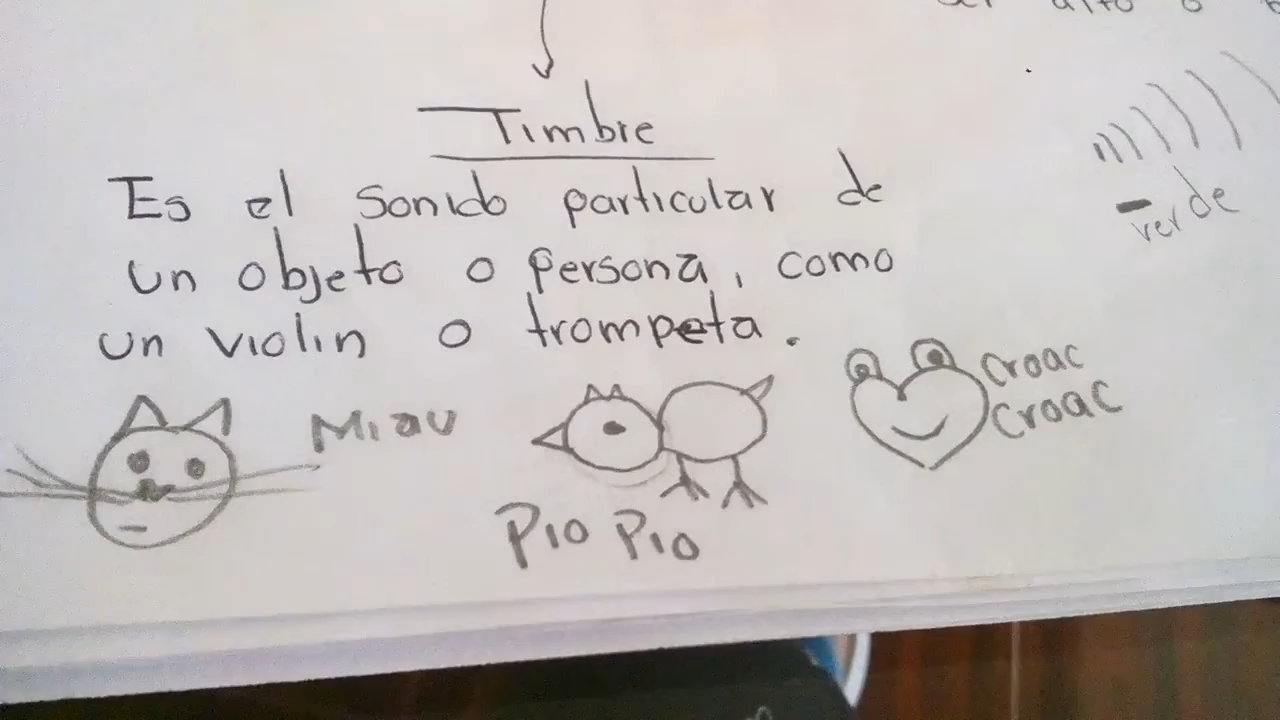 alto o
Timbre
Es el sonido particular de
un objeto o persona, como
un violin o trompeta.
verde
Miau
Croac
Croac
Pio Pio